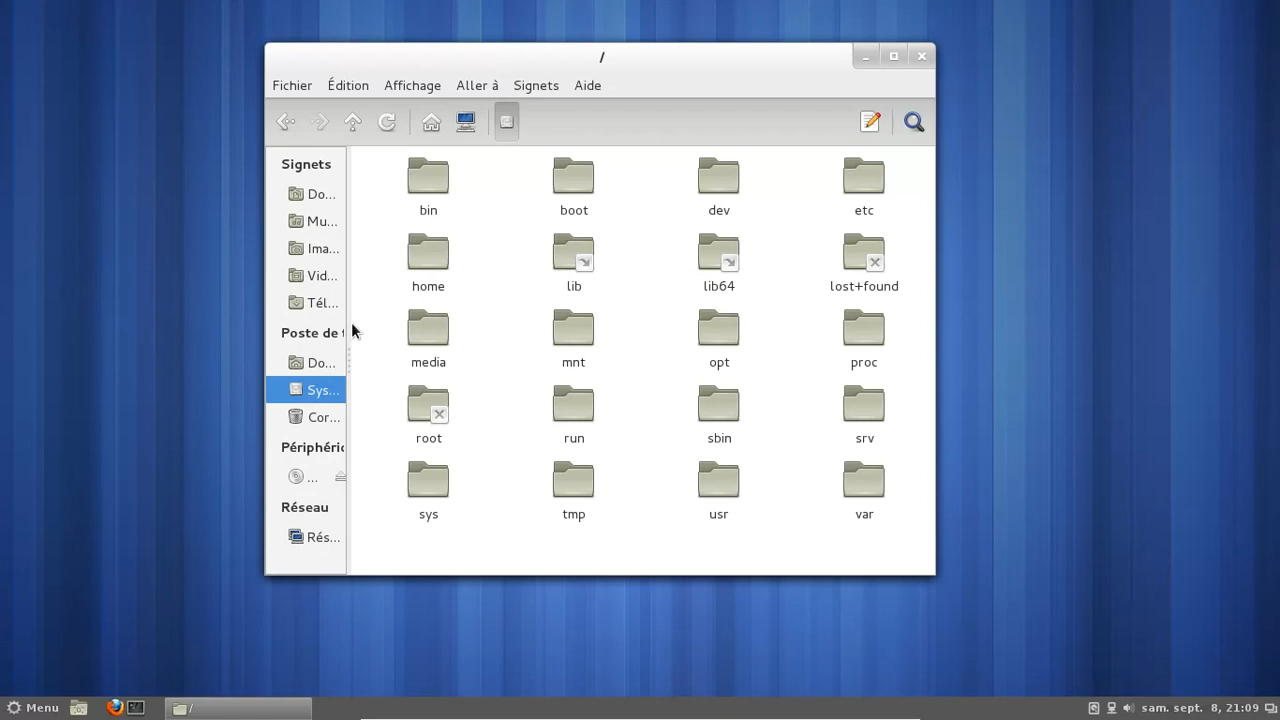 /
Fichier Édition Affichage Aller à Signets Aide
Signets
Do...
Mu...
Ima...
Vid...
Tél...
Poste de t
Do...
Sys...
Cor...
Périphéric
...
Réseau
Rés...
bin boot dev etc
home lib lib64 lost+found
media mnt opt proc
root run sbin srv
sys tmp usr var
Menu / sam. sept. 8, 21:09